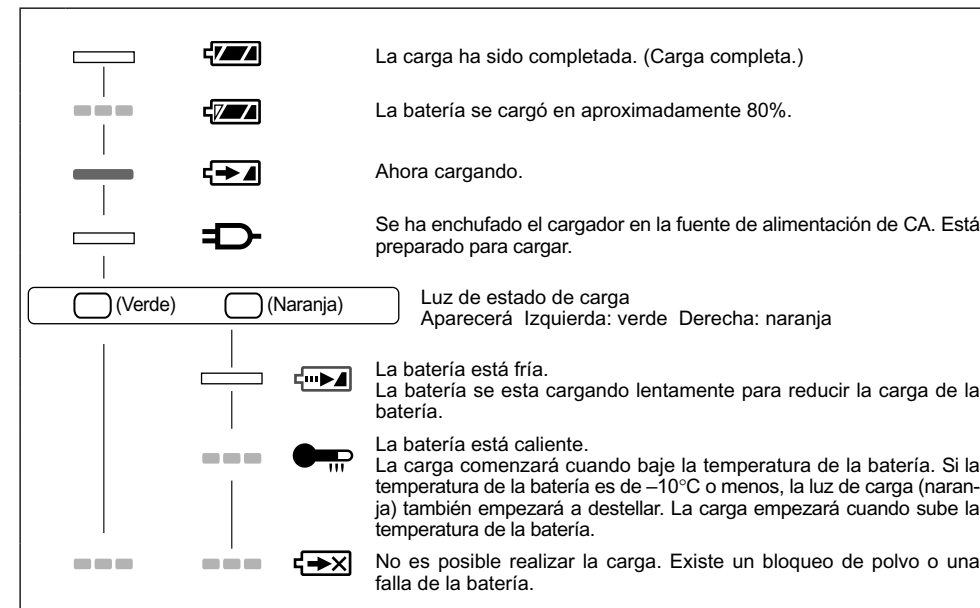 La carga ha sido completada. (Carga completa.)
La batería se cargó en aproximadamente 80%.
Ahora cargando.
Se ha enchufado el cargador en la fuente de alimentación de CA. Está
preparado para cargar.
(Verde) (Naranja)
Luz de estado de carga
Aparecerá Izquierda: verde Derecha: naranja
La batería está fría.
La batería se esta cargando lentamente para reducir la carga de la
batería.
La batería está caliente.
La carga comenzará cuando baje la temperatura de la batería. Si la
temperatura de la batería es de –10°C o menos, la luz de carga (naran-
ja) también empezará a destellar. La carga empezará cuando sube la
temperatura de la batería.
No es posible realizar la carga. Existe un bloqueo de polvo o una
falla de la batería.